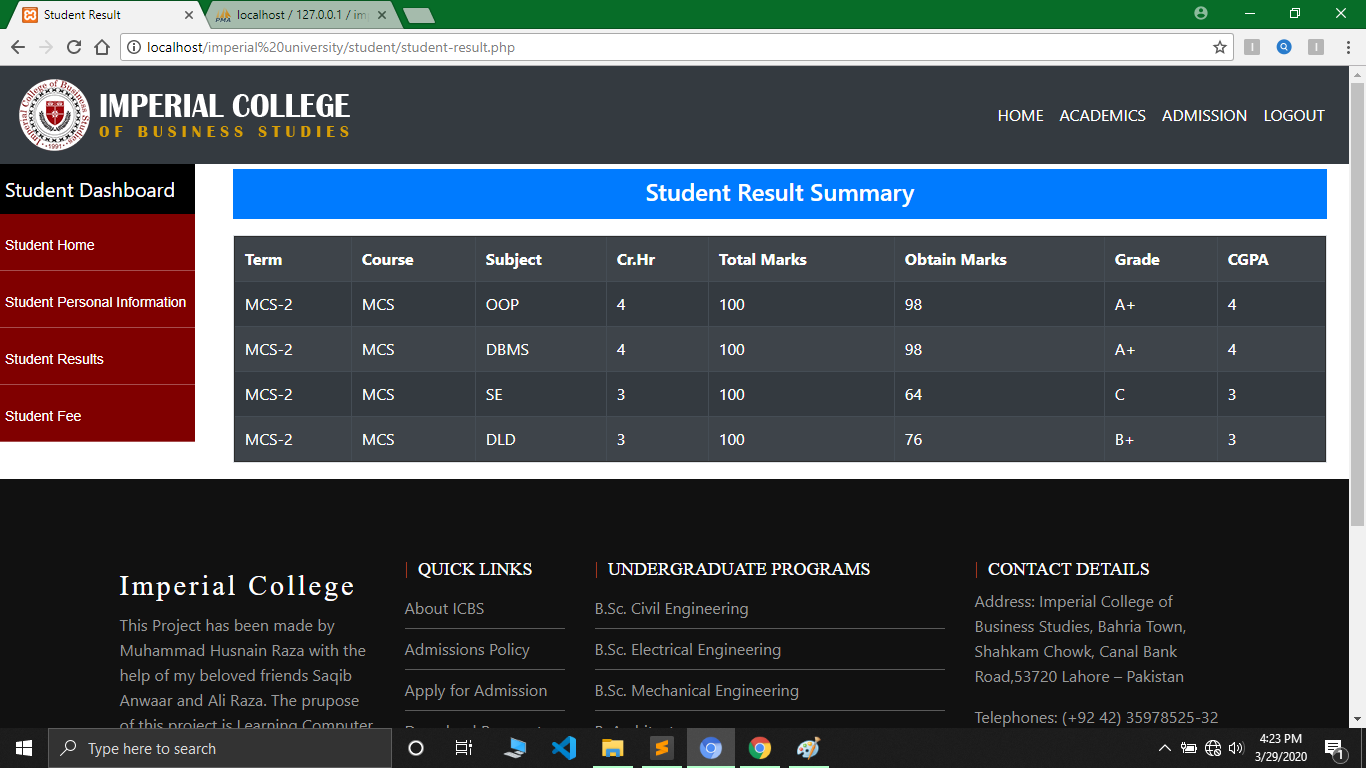 Student Result
localhost / 127.0.0.1 / im
localhost/imperial%20university/student/student-result.php
Imperial College of Business Studies
1991
IMPERIAL COLLEGE
OF BUSINESS STUDIES
HOME ACADEMICS ADMISSION LOGOUT
Student Dashboard
Student Home
Student Personal Information
Student Results
Student Fee
Student Result Summary
Term Course Subject Cr.Hr Total Marks Obtain Marks Grade CGPA
MCS-2 MCS OOP 4 100 98 A+ 4
MCS-2 MCS DBMS 4 100 98 A+ 4
MCS-2 MCS SE 3 100 64 C 3
MCS-2 MCS DLD 3 100 76 B+ 3
Imperial College
This Project has been made by
Muhammad Husnain Raza with the
help of my beloved friends Saqib
Anwaar and Ali Raza. The prupose
of this project is Learning Computer
QUICK LINKS
About ICBS
Admissions Policy
Apply for Admission
UNDERGRADUATE PROGRAMS
B.Sc. Civil Engineering
B.Sc. Electrical Engineering
B.Sc. Mechanical Engineering
CONTACT DETAILS
Address: Imperial College of
Business Studies, Bahria Town,
Shahkam Chowk, Canal Bank
Road,53720 Lahore – Pakistan
Telephones: (+92 42) 35978525-32
Type here to search
4:23 PM
3/29/2020
1